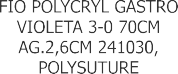 FIO POLYCRYL GASTRO
VIOLETA 3-0 70CM
AG.2,6CM 241030,
POLYSUTURE